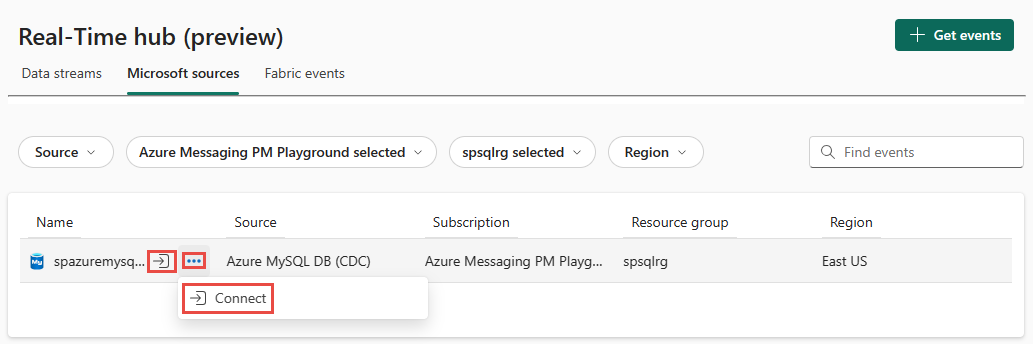 Real-Time hub (preview)
Get events
Data streams Microsoft sources Fabric events
Source Azure Messaging PM Playground selected spsqlrg selected Region Find events
Name Source Subscription Resource group Region
My spazuremysq... Azure MySQL DB (CDC) Azure Messaging PM Playg... spsqlrg East US
Connect